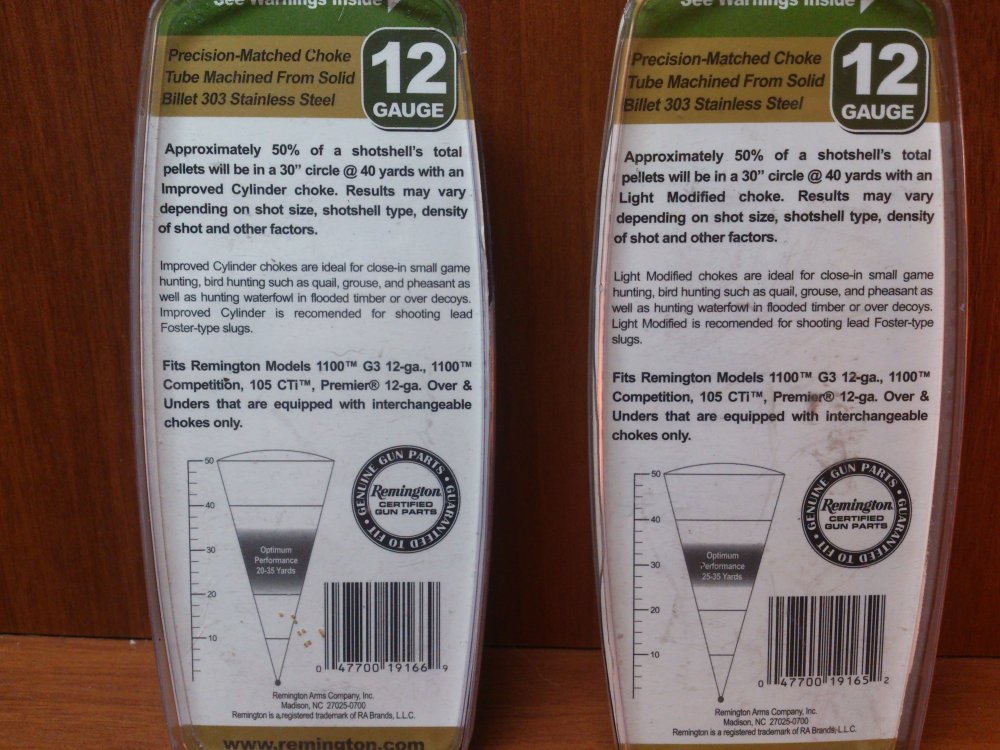 See Warnings Inside
Precision-Matched Choke
Tube Machined From Solid
Billet 303 Stainless Steel
12
GAUGE
Approximately 50% of a shotshell's total
pellets will be in a 30" circle @ 40 yards with an
Improved Cylinder choke. Results may vary
depending on shot size, shotshell type, density
of shot and other factors.
Improved Cylinder chokes are ideal for close-in small game
hunting, bird hunting such as quail, grouse, and pheasant as
well as hunting waterfowl in flooded timber or over decoys.
Improved Cylinder is recomended for shooting lead
Foster-type slugs.
Fits Remington Models 1100™ G3 12-ga., 1100™
Competition, 105 CTi™, Premier® 12-ga. Over &
Unders that are equipped with interchangeable
chokes only.
50
40
30
20
10
Optimum
Performance
20-35 Yards
GENUINE GUN PARTS • GUARANTEED TO FIT •
Remington
CERTIFIED
GUN PARTS
0 47700 19166 9
Remington Arms Company, Inc.
Madison, NC 27025-0700
Remington is a registered trademark of RA Brands, L.L.C.
www.remington.com
See Warnings Inside
Precision-Matched Choke
Tube Machined From Solid
Billet 303 Stainless Steel
12
GAUGE
Approximately 50% of a shotshell's total
pellets will be in a 30" circle @ 40 yards with an
Light Modified choke. Results may vary
depending on shot size, shotshell type, density
of shot and other factors.
Light Modified chokes are ideal for close-in small game
hunting, bird hunting such as quail, grouse, and pheasant as
well as hunting waterfowl in flooded timber or over decoys.
Light Modified is recomended for shooting lead Foster-type
slugs.
Fits Remington Models 1100™ G3 12-ga., 1100™
Competition, 105 CTi™, Premier® 12-ga. Over &
Unders that are equipped with interchangeable
chokes only.
50
40
30
20
10
Optimum
Performance
25-35 Yards
GENUINE GUN PARTS • GUARANTEED TO FIT •
Remington
CERTIFIED
GUN PARTS
0 47700 19165 2
Remington Arms Company, Inc.
Madison, NC 27025-0700
Remington is a registered trademark of RA Brands, L.L.C.